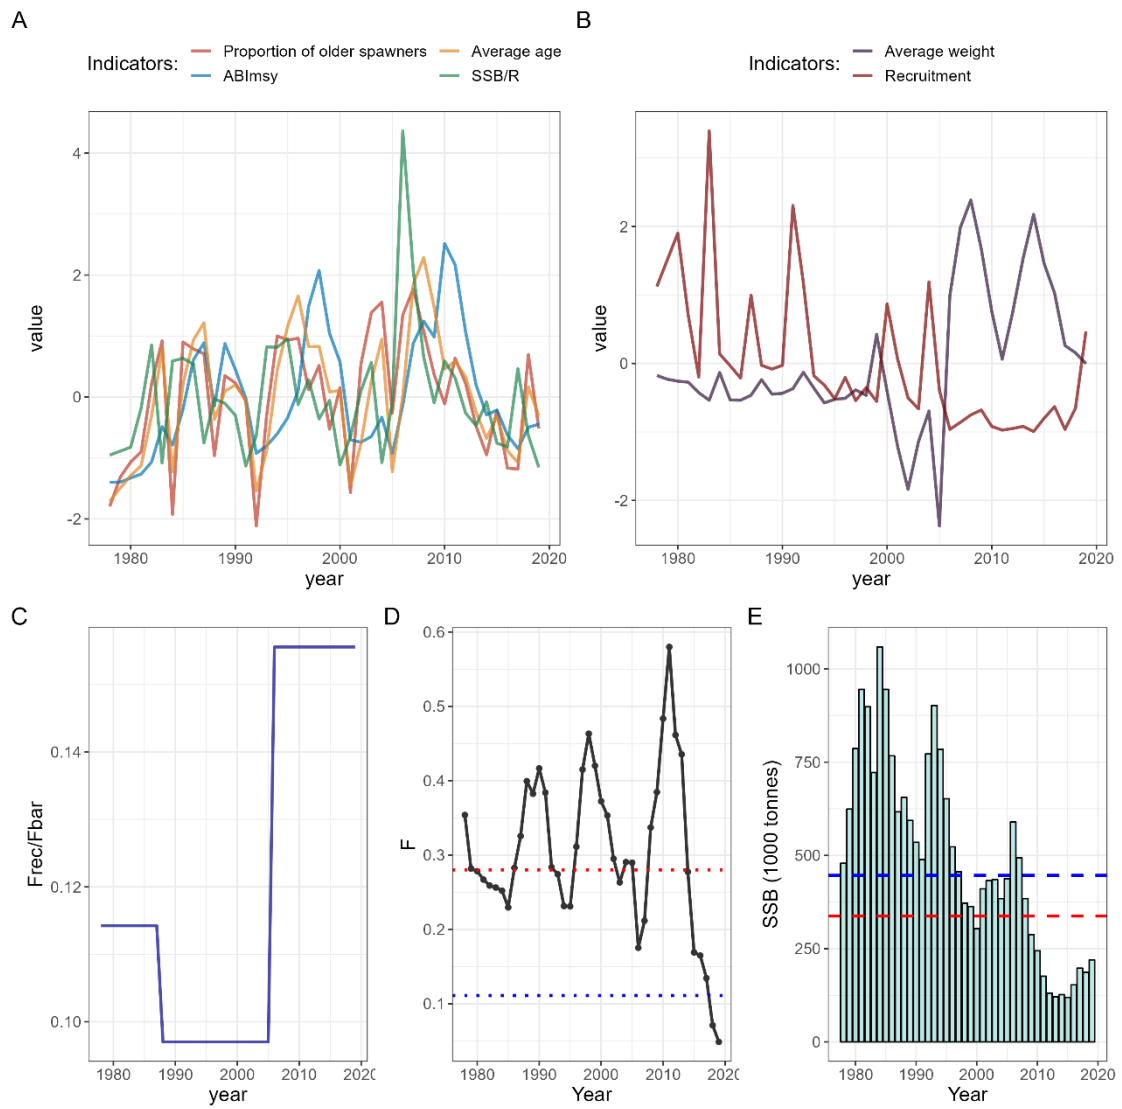 A
Indicators:
Proportion of older spawners
Average age
ABImsy
SSB/R
value
4
2
0
-2
1980
1990
2000
2010
2020
year
B
Indicators:
Average weight
Recruitment
value
2
0
-2
1980
1990
2000
2010
2020
year
C
Frec/Fbar
0.14
0.12
0.10
1980
1990
2000
2010
202
year
D
F
0.6
0.5
0.4
0.3
0.2
0.1
1980
1990
2000
2010
202
Year
E
SSB (1000 tonnes)
1000
750
500
250
0
1980
1990
2000
2010
2020
Year